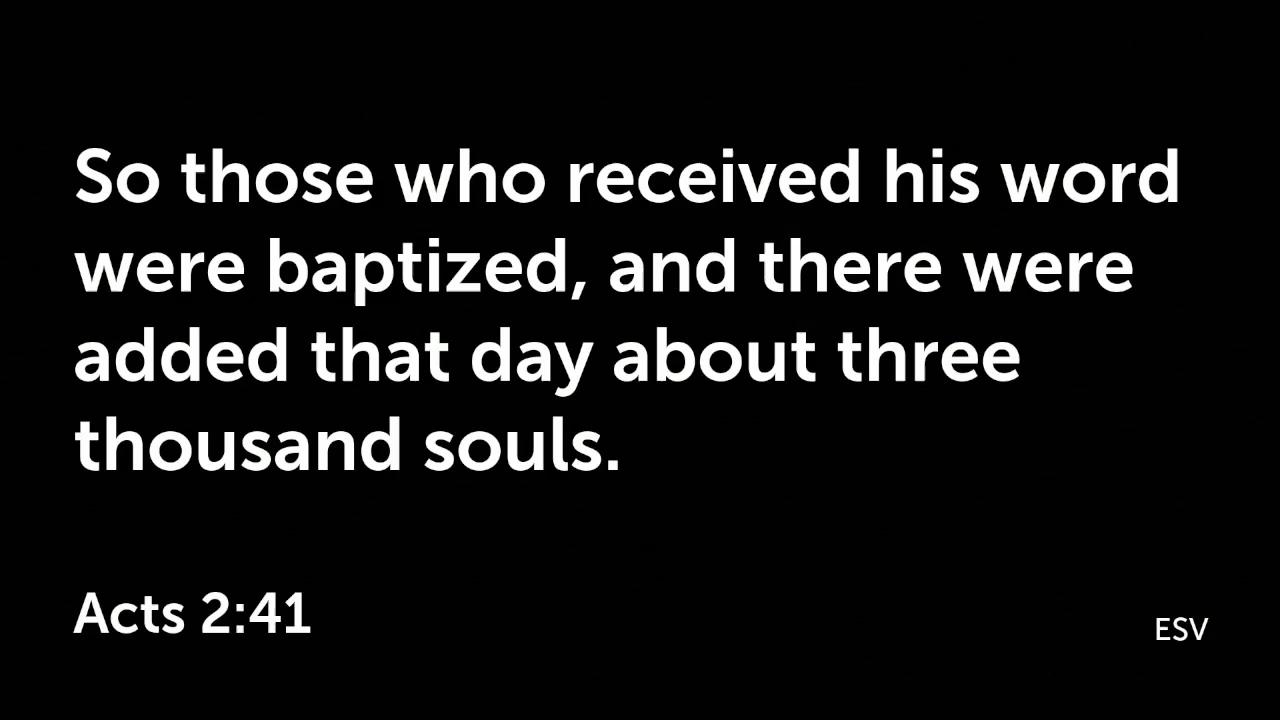 So those who received his word
were baptized, and there were
added that day about three
thousand souls.
Acts 2:41
ESV